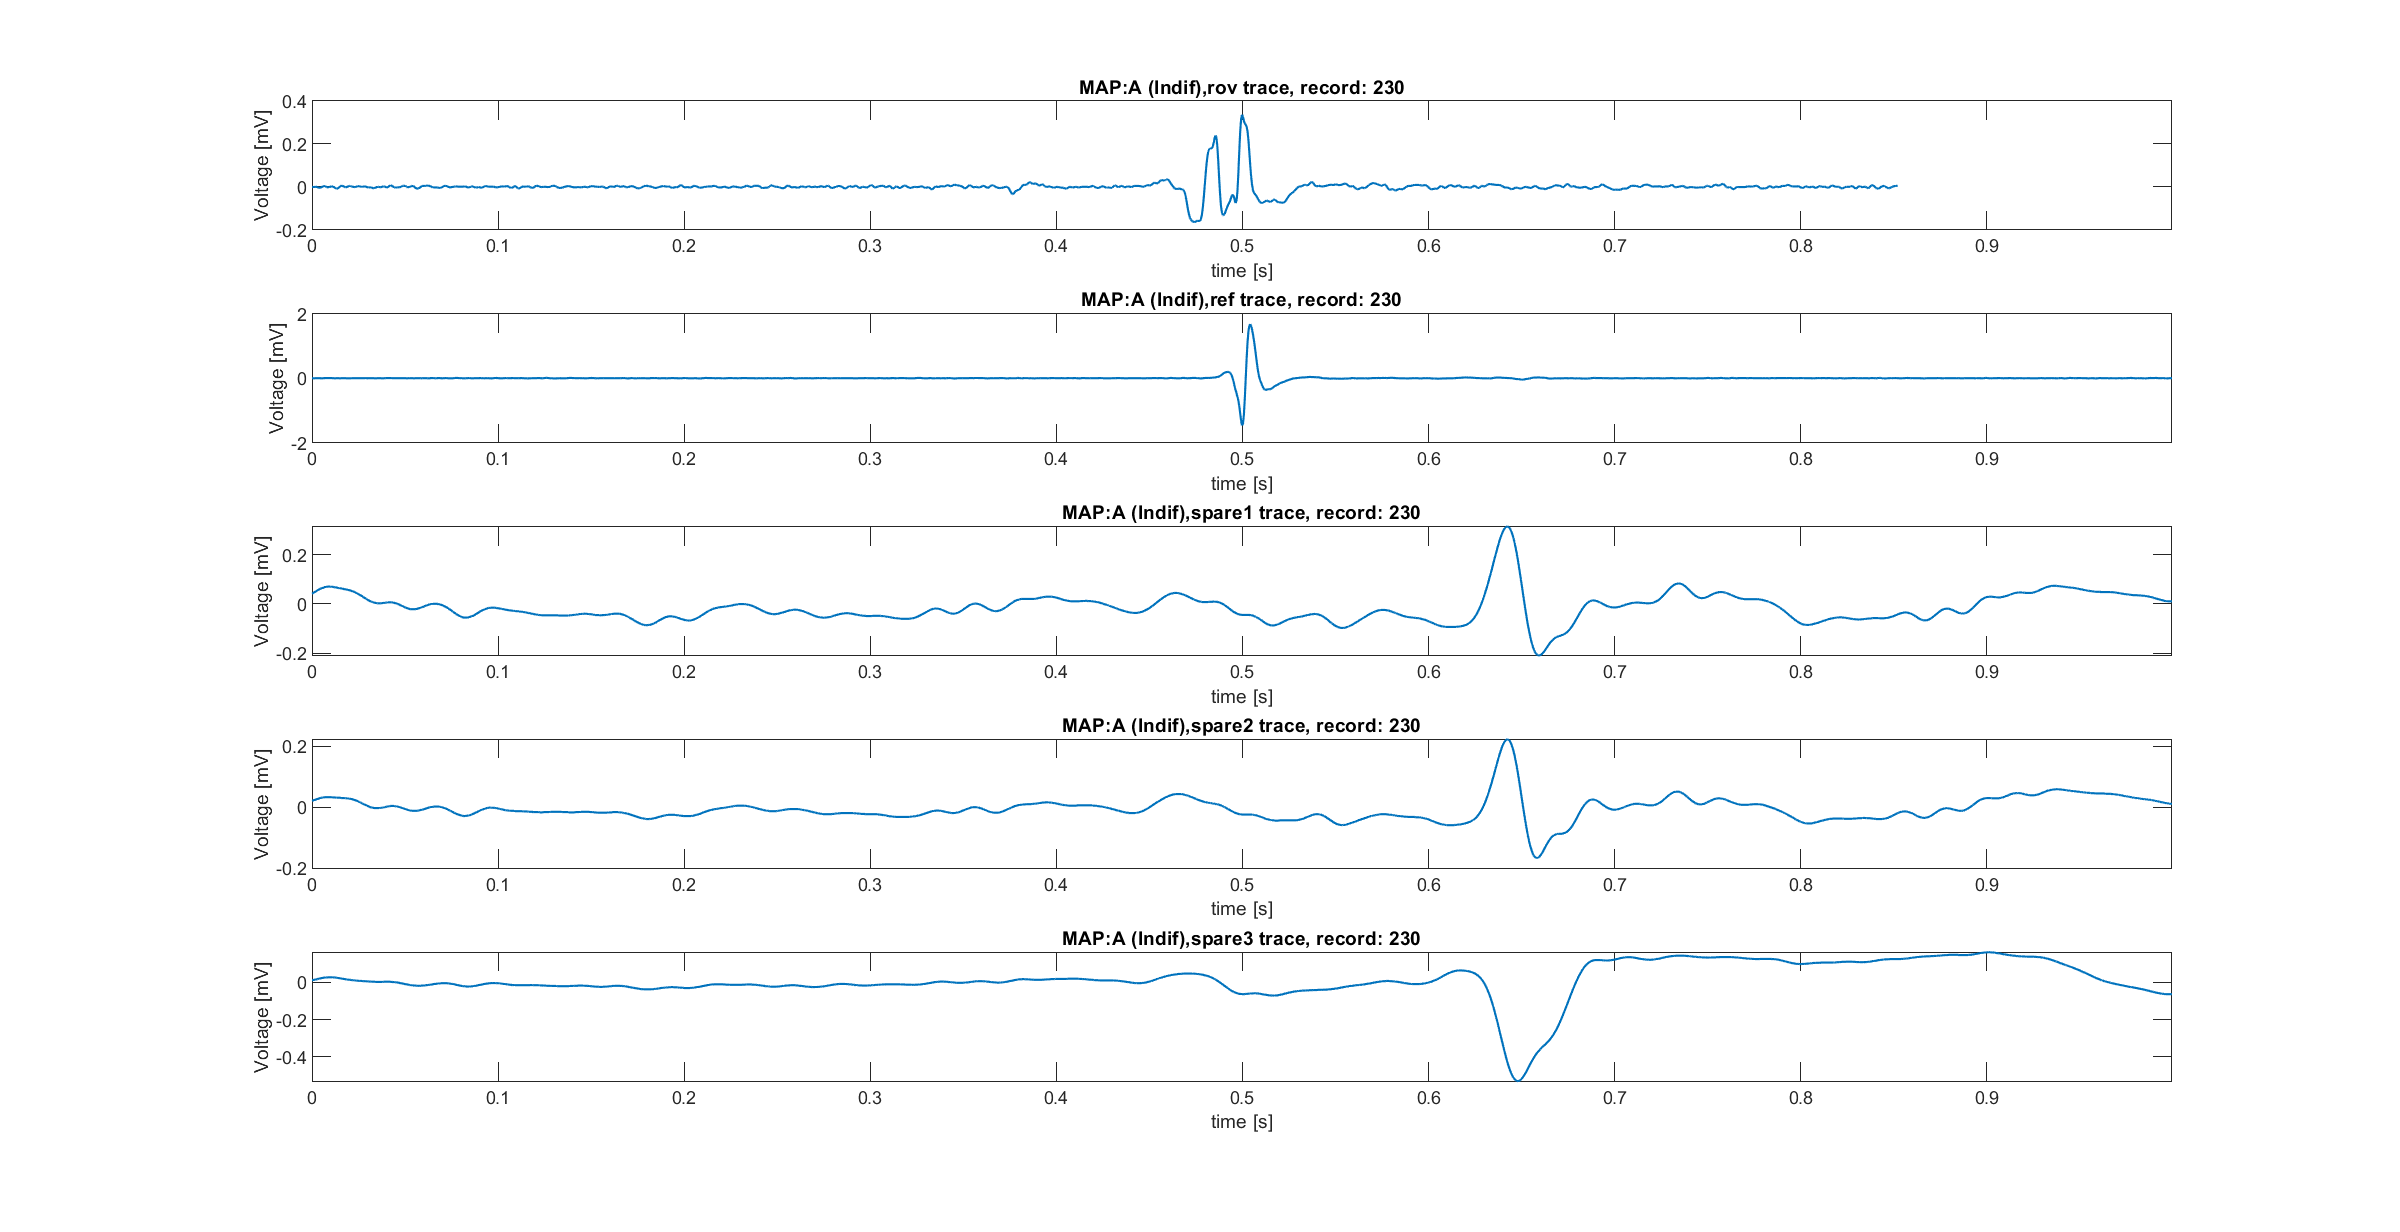 MAP:A (Indif),rov trace, record: 230
Voltage [mV]
0.4
0.2
0
-0.2
0 0.1 0.2 0.3 0.4 0.5 0.6 0.7 0.8 0.9
time [s]
MAP:A (Indif),ref trace, record: 230
Voltage [mV]
2
0
-2
0 0.1 0.2 0.3 0.4 0.5 0.6 0.7 0.8 0.9
time [s]
MAP:A (Indif),spare1 trace, record: 230
Voltage [mV]
0.2
0
-0.2
0 0.1 0.2 0.3 0.4 0.5 0.6 0.7 0.8 0.9
time [s]
MAP:A (Indif),spare2 trace, record: 230
Voltage [mV]
0.2
0
-0.2
0 0.1 0.2 0.3 0.4 0.5 0.6 0.7 0.8 0.9
time [s]
MAP:A (Indif),spare3 trace, record: 230
Voltage [mV]
0
-0.2
-0.4
0 0.1 0.2 0.3 0.4 0.5 0.6 0.7 0.8 0.9
time [s]